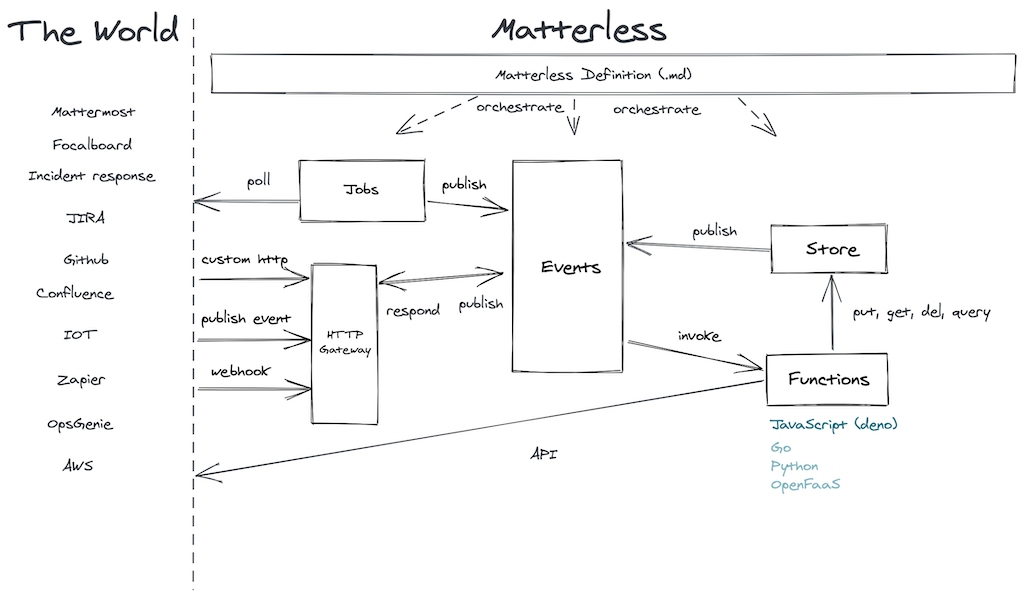 The World
Matterless
Matterless Definition (.md)
orchestrate
orchestrate
Mattermost
Focalboard
Incident response
JIRA
Github
Confluence
IOT
Zapier
OpsGenie
AWS
poll
Jobs
publish
custom http
publish event
webhook
HTTP
Gateway
respond
publish
Events
publish
Store
put, get, del, query
invoke
Functions
JavaScript (deno)
Go
Python
OpenFaaS
API